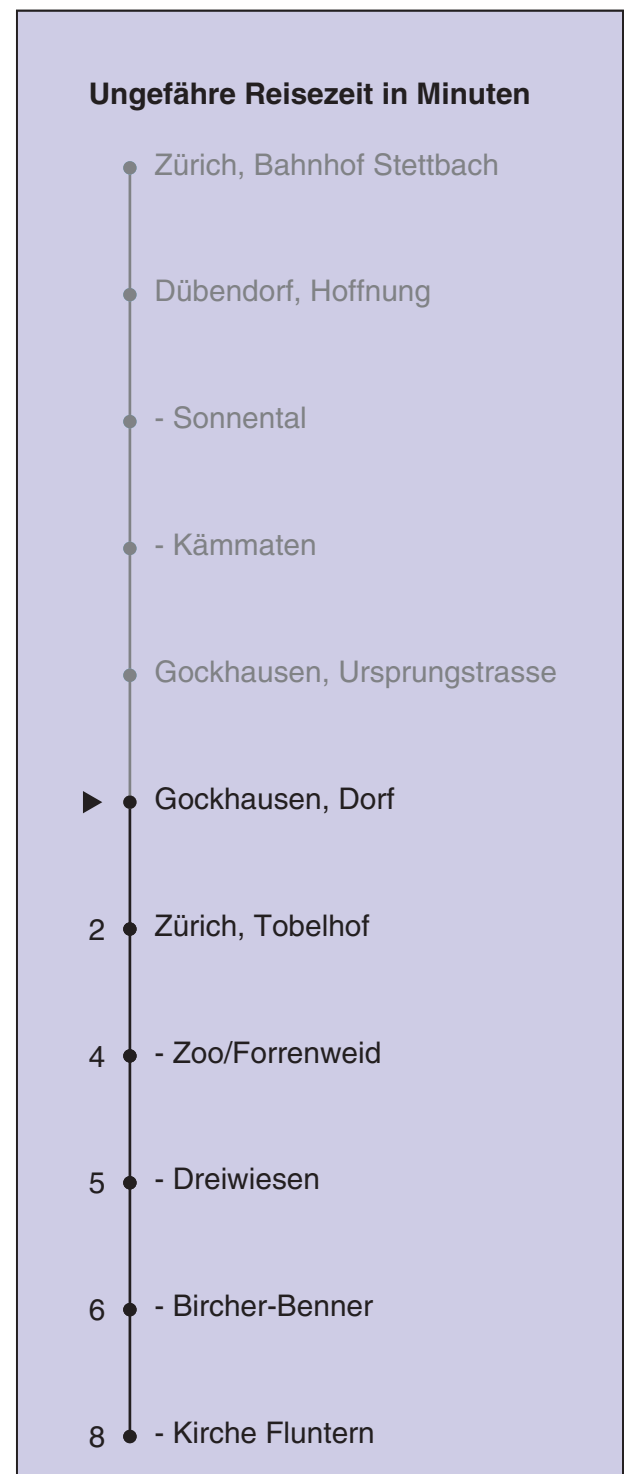 Ungefähre Reisezeit in Minuten
Zürich, Bahnhof Stettbach
Dübendorf, Hoffnung
- Sonnental
- Kämmaten
Gockhausen, Ursprungstrasse
Gockhausen, Dorf
2 Zürich, Tobelhof
4 - Zoo/Forrenweid
5 - Dreiwiesen
6 - Bircher-Benner
8 - Kirche Fluntern